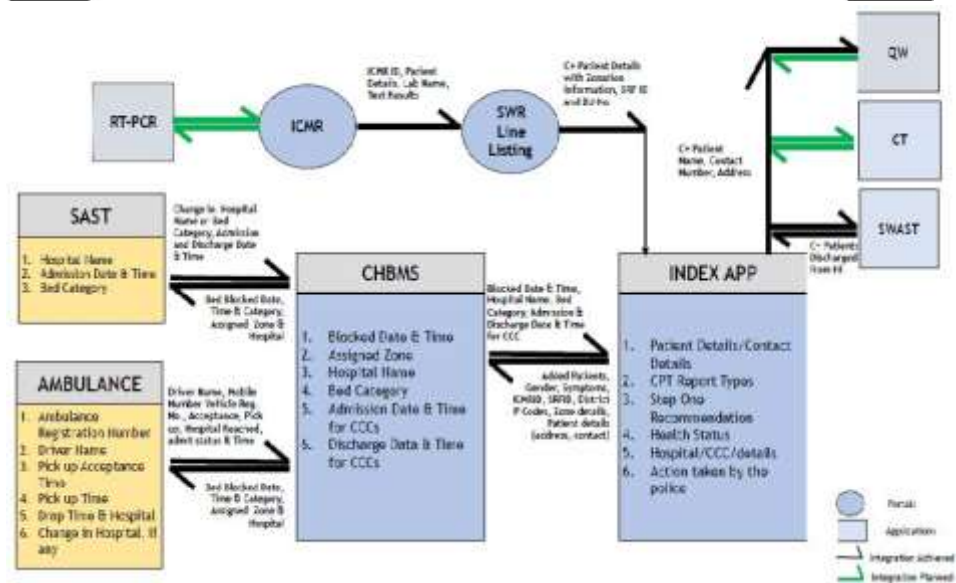 ICMR ID, Patient
Details, Lab Name,
Test Results
C+ Patient Details
with Zonation
Information, SRF ID
and BU No.
QW
RT-PCR
ICMR
SWR
Line
Listing
CT
C+ Patient
Name, Contact
Number, Address
SWAST
C- Patients
Discharged
from HF
SAST
1. Hospital Name
2. Admission Date & Time
3. Bed Category
Change in Hospital
Name or Bed
Category, Admission
and Discharge Date
& Time
Bed Blocked Date,
Time & Category,
Assigned Zone &
Hospital
AMBULANCE
1. Ambulance
Registration Number
2. Driver Name
3. Pick up Acceptance
Time
4. Pick up Time
5. Drop Time & Hospital
6. Change in Hospital, if
any
Driver Name, Mobile
Number Vehicle Reg
No., Acceptance, Pick
up, Hospital Reached,
admit status & Time
Bed Blocked Date,
Time & Category,
Assigned Zone &
Hospital
CHBMS
1. Blocked Date & Time
2. Assigned Zone
3. Hospital Name
4. Bed Category
5. Admission Date & Time
for CCCs
5. Discharge Data & Time
for CCCs
Blocked Date & Time,
Hospital Name, Bed
Category, Admission &
Discharge Date & Time
for CCC
Added Patients,
Gender, Symptoms,
ICMRID, SRFID, District
P Codes, Zone details,
Patient details
(address, contact)
INDEX APP
1. Patient Details/Contact
Details
2. CPT Report Types
3. Step One
Recommendation
4. Health Status
5. Hospital/CCC/details
6. Action taken by the
police
Portals
Applications
Integration Achieved
Integration Planned